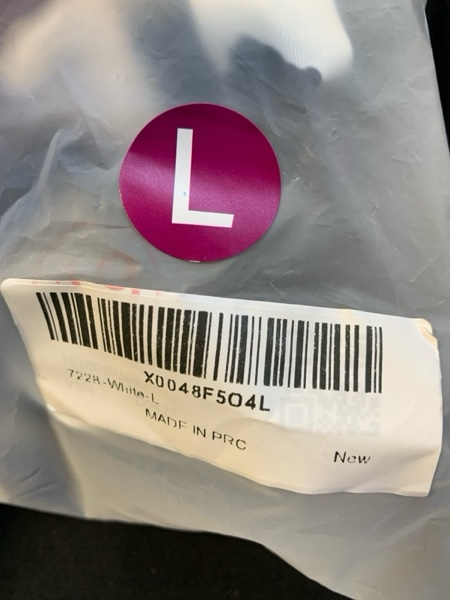 L
X0048F5O4L
7228-White-L
MADE IN PRC
New